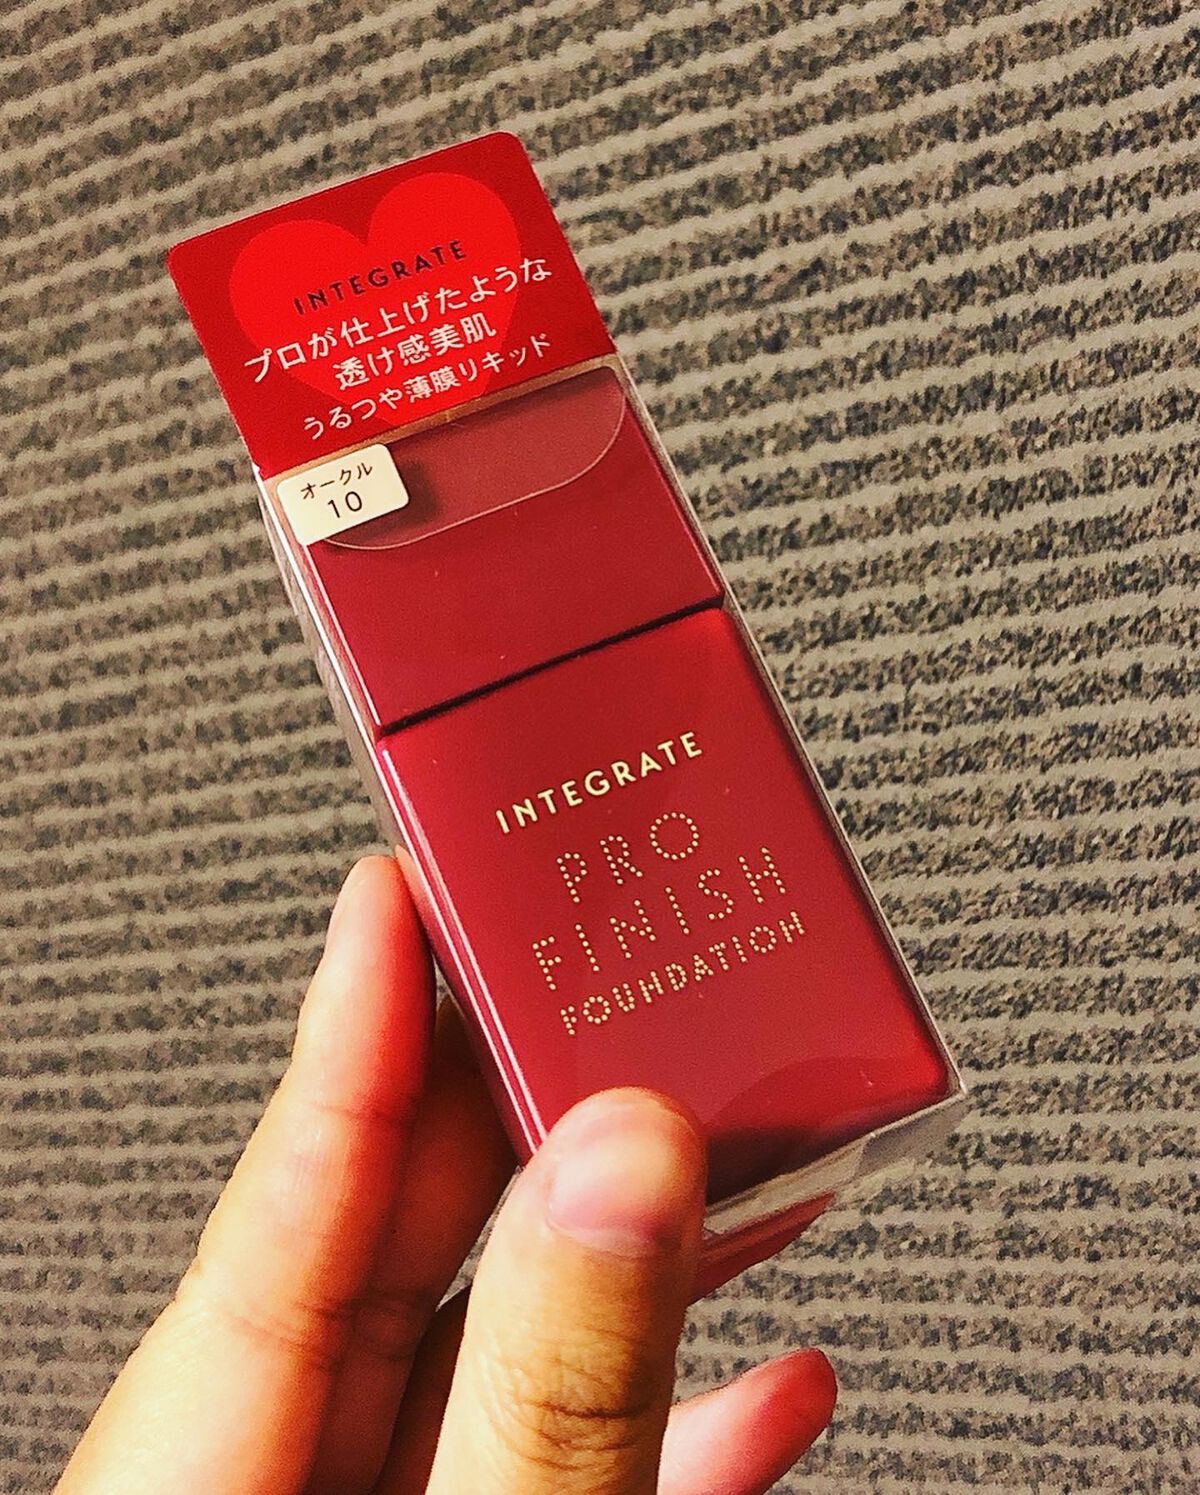 INTEGRATE
プロが仕上げたような
透け感美肌
うるつや薄膜リキッド
オークル
10
INTEGRATE
PRO
FINISH
FOUNDATION